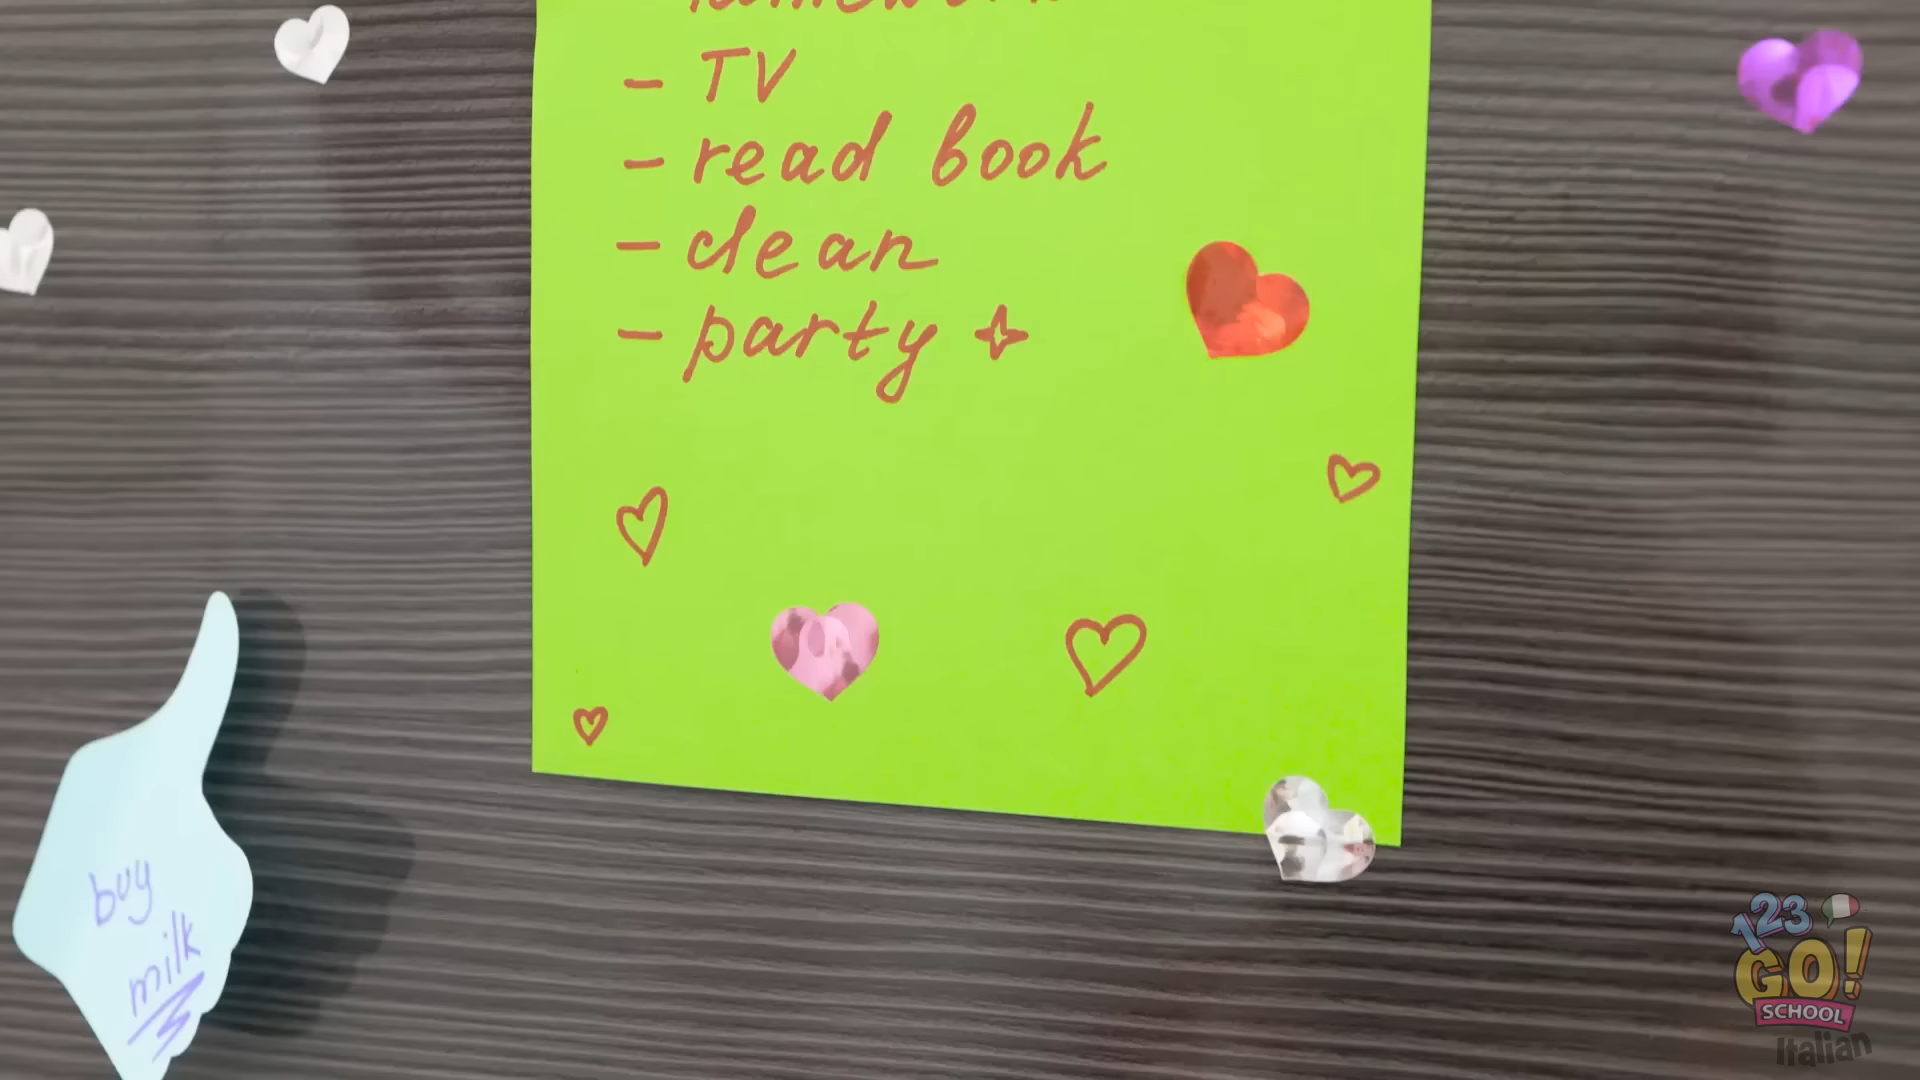 - TV
- read book
- clean
- party
buy
milk
123
GO!
SCHOOL
Italian